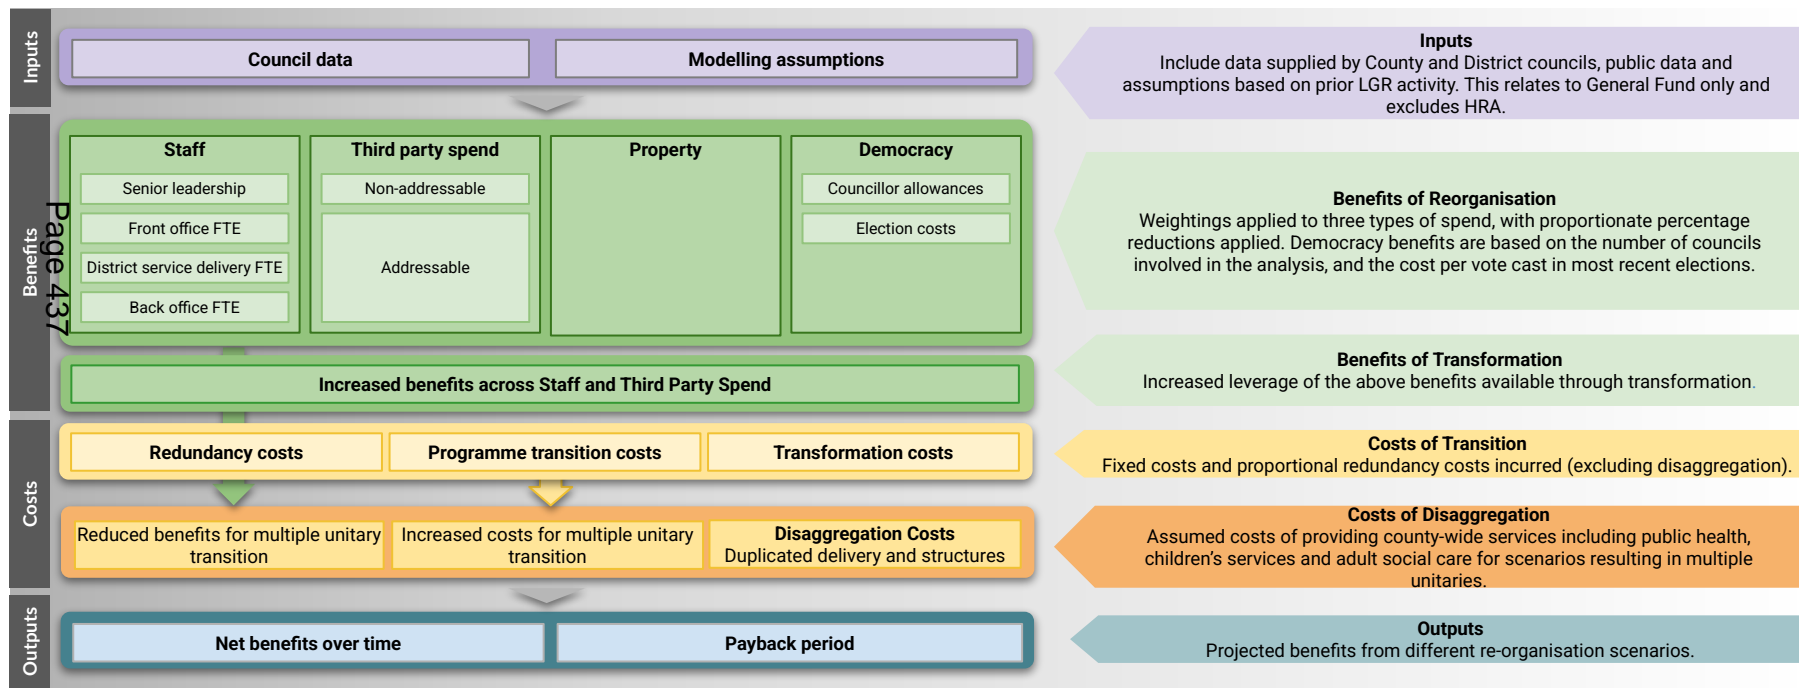 Inputs
Council data
Modelling assumptions
Inputs
Include data supplied by County and District councils, public data and
assumptions based on prior LGR activity. This relates to General Fund only and
excludes HRA.
Benefits
Page 437
Staff
Senior leadership
Front office FTE
District service delivery FTE
Back office FTE
Third party spend
Non-addressable
Addressable
Property
Democracy
Councillor allowances
Election costs
Benefits of Reorganisation
Weightings applied to three types of spend, with proportionate percentage
reductions applied. Democracy benefits are based on the number of councils
involved in the analysis, and the cost per vote cast in most recent elections.
Increased benefits across Staff and Third Party Spend
Benefits of Transformation
Increased leverage of the above benefits available through transformation.
Costs
Redundancy costs
Programme transition costs
Transformation costs
Costs of Transition
Fixed costs and proportional redundancy costs incurred (excluding disaggregation).
Reduced benefits for multiple unitary
transition
Increased costs for multiple unitary
transition
Disaggregation Costs
Duplicated delivery and structures
Costs of Disaggregation
Assumed costs of providing county-wide services including public health,
children's services and adult social care for scenarios resulting in multiple
unitaries.
Outputs
Net benefits over time
Payback period
Outputs
Projected benefits from different re-organisation scenarios.